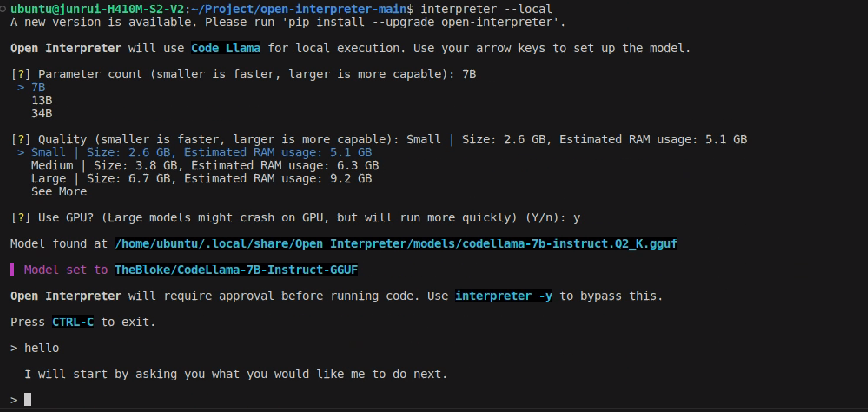 ubuntu@junrui-H410M-S2-V2:~/Project/open-interpreter-main$ interpreter --local
A new version is available. Please run 'pip install --upgrade open-interpreter'.
Open Interpreter will use Code Llama for local execution. Use your arrow keys to set up the model.
[?] Parameter count (smaller is faster, larger is more capable): 7B
> 7B
13B
34B
[?] Quality (smaller is faster, larger is more capable): Small | Size: 2.6 GB, Estimated RAM usage: 5.1 GB
> Small | Size: 2.6 GB, Estimated RAM usage: 5.1 GB
Medium | Size: 3.8 GB, Estimated RAM usage: 6.3 GB
Large | Size: 6.7 GB, Estimated RAM usage: 9.2 GB
See More
[?] Use GPU? (Large models might crash on GPU, but will run more quickly) (Y/n): y
Model found at /home/ubuntu/.local/share/Open Interpreter/models/codellama-7b-instruct.Q2_K.gguf
Model set to TheBloke/CodeLlama-7B-Instruct-GGUF
Open Interpreter will require approval before running code. Use interpreter -y to bypass this.
Press CTRL-C to exit.
> hello
I will start by asking you what you would like me to do next.
>